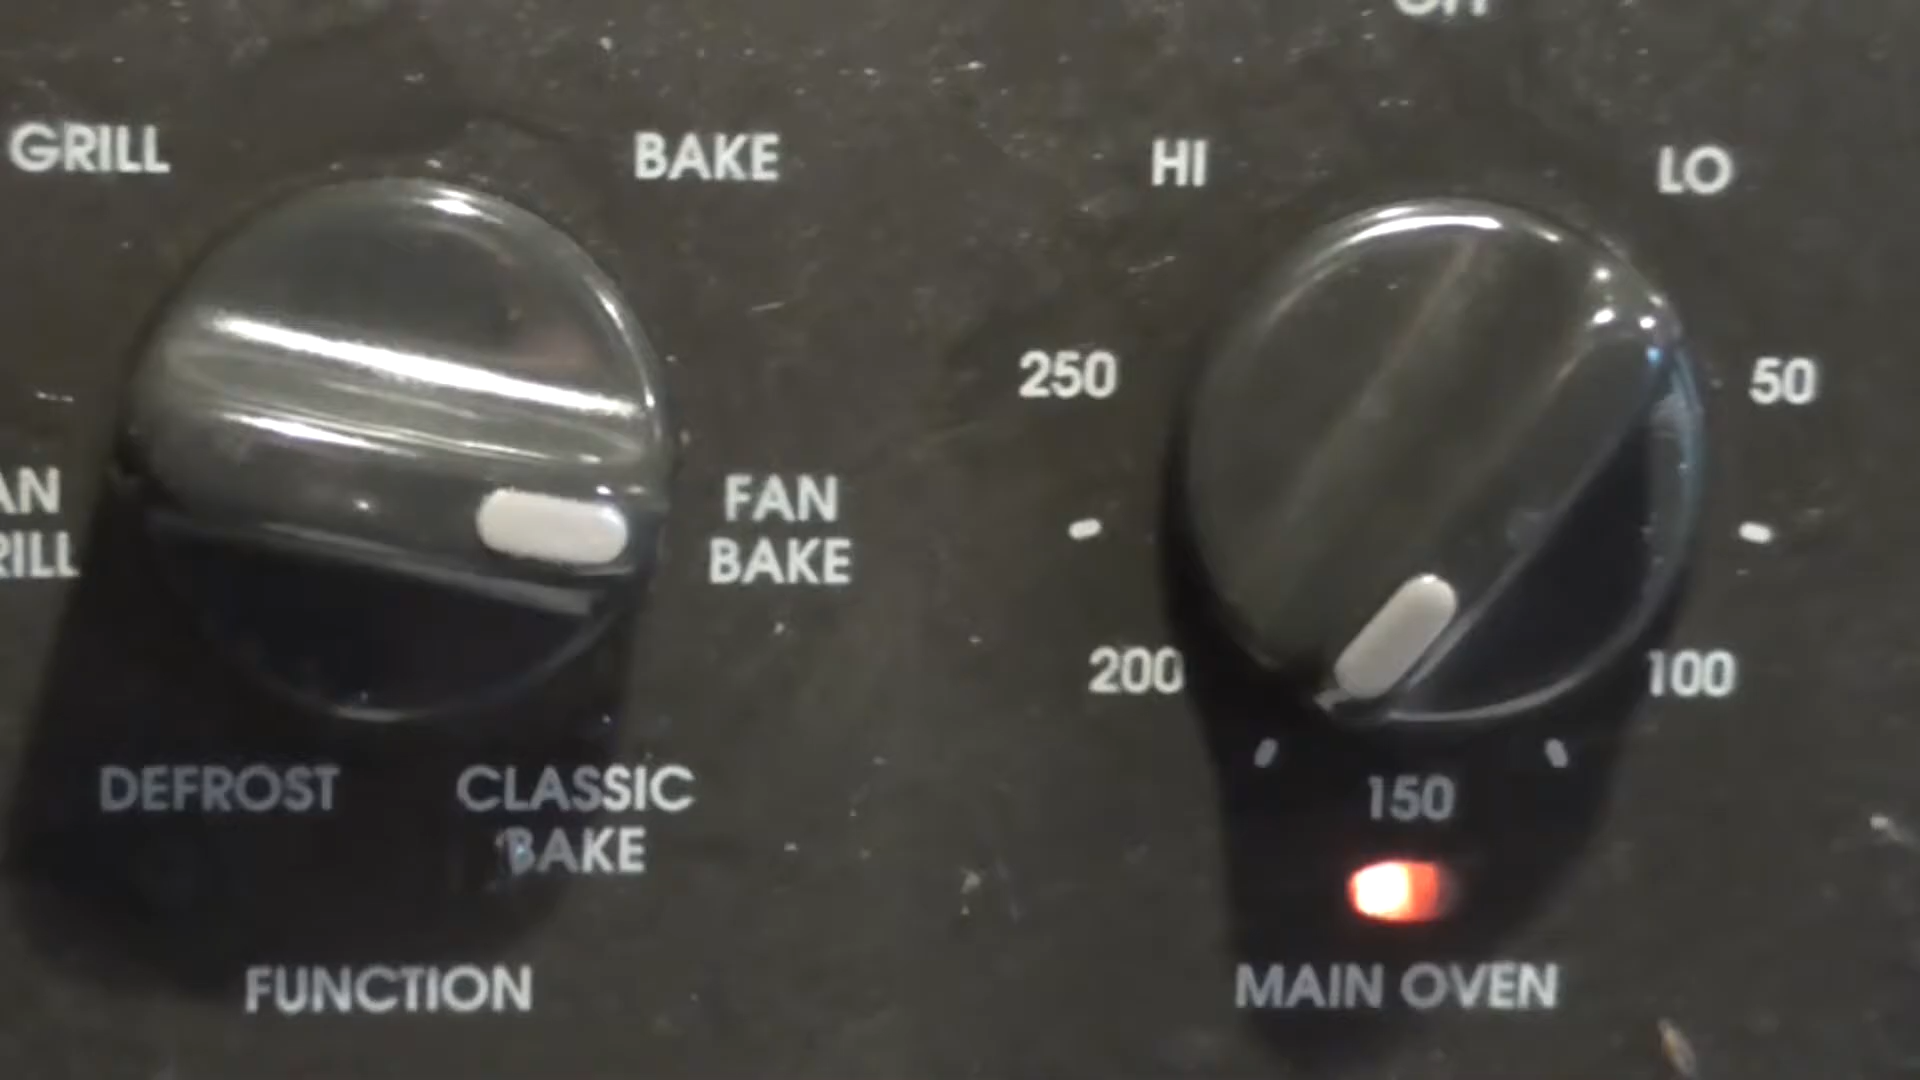 GRILL
BAKE
HI
LO
250
50
FAN
BAKE
200
100
DEFROST
CLASSIC
BAKE
150
FUNCTION
MAIN OVEN